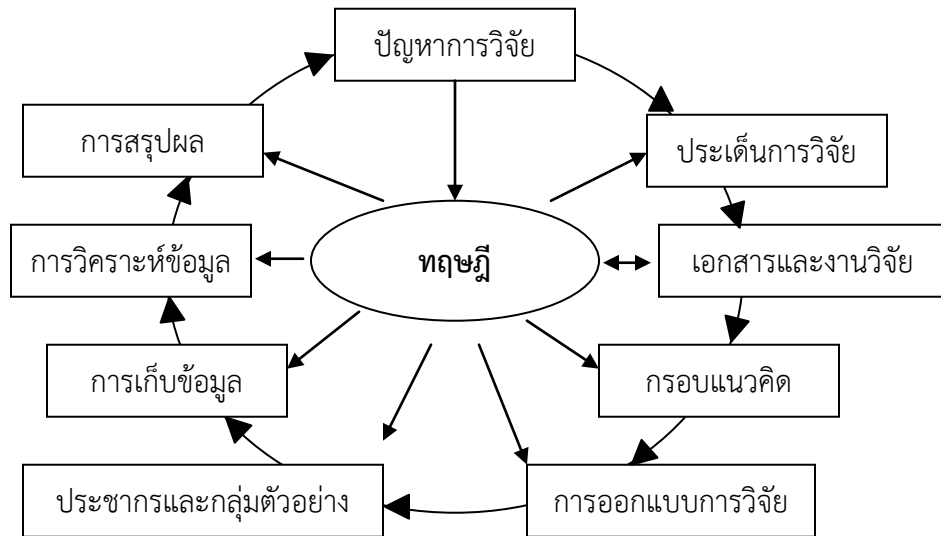 ปัญหาการวิจัย
การสรุปผล
ประเด็นการวิจัย
การวิเคราะห์ข้อมูล
ทฤษฎี
เอกสารและงานวิจัย
การเก็บข้อมูล
กรอบแนวคิด
ประชากรและกลุ่มตัวอย่าง
การออกแบบการวิจัย